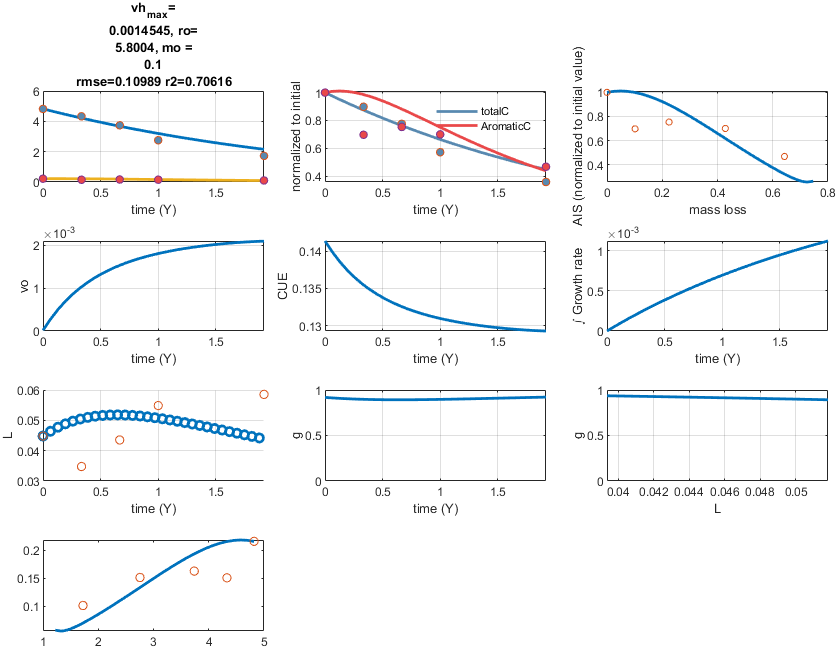 vh_max=
0.0014545, ro=
5.8004, mo =
0.1
rmse=0.10989 r2=0.70616
6
4
2
0
0 0.5 1 1.5
time (Y)
normalized to initial
1
0.8
0.6
0.4
totalC
AromaticC
0 0.5 1 1.5
time (Y)
AIS (normalized to initial value)
1
0.8
0.6
0.4
0 0.2 0.4 0.6 0.8
mass loss
×10^-3
vo
2
1
0
0 0.5 1 1.5
time (Y)
CUE
0.14
0.135
0.13
0 0.5 1 1.5
time (Y)
×10^-3
∫ Growth rate
1
0.5
0
0 0.5 1 1.5
time (Y)
L
0.06
0.05
0.04
0.03
0 0.5 1 1.5
time (Y)
g
1
0.5
0
0 0.5 1 1.5
time (Y)
g
1
0.5
0
0.04 0.042 0.044 0.046 0.048 0.05
L
0.2
0.15
0.1
1 2 3 4 5